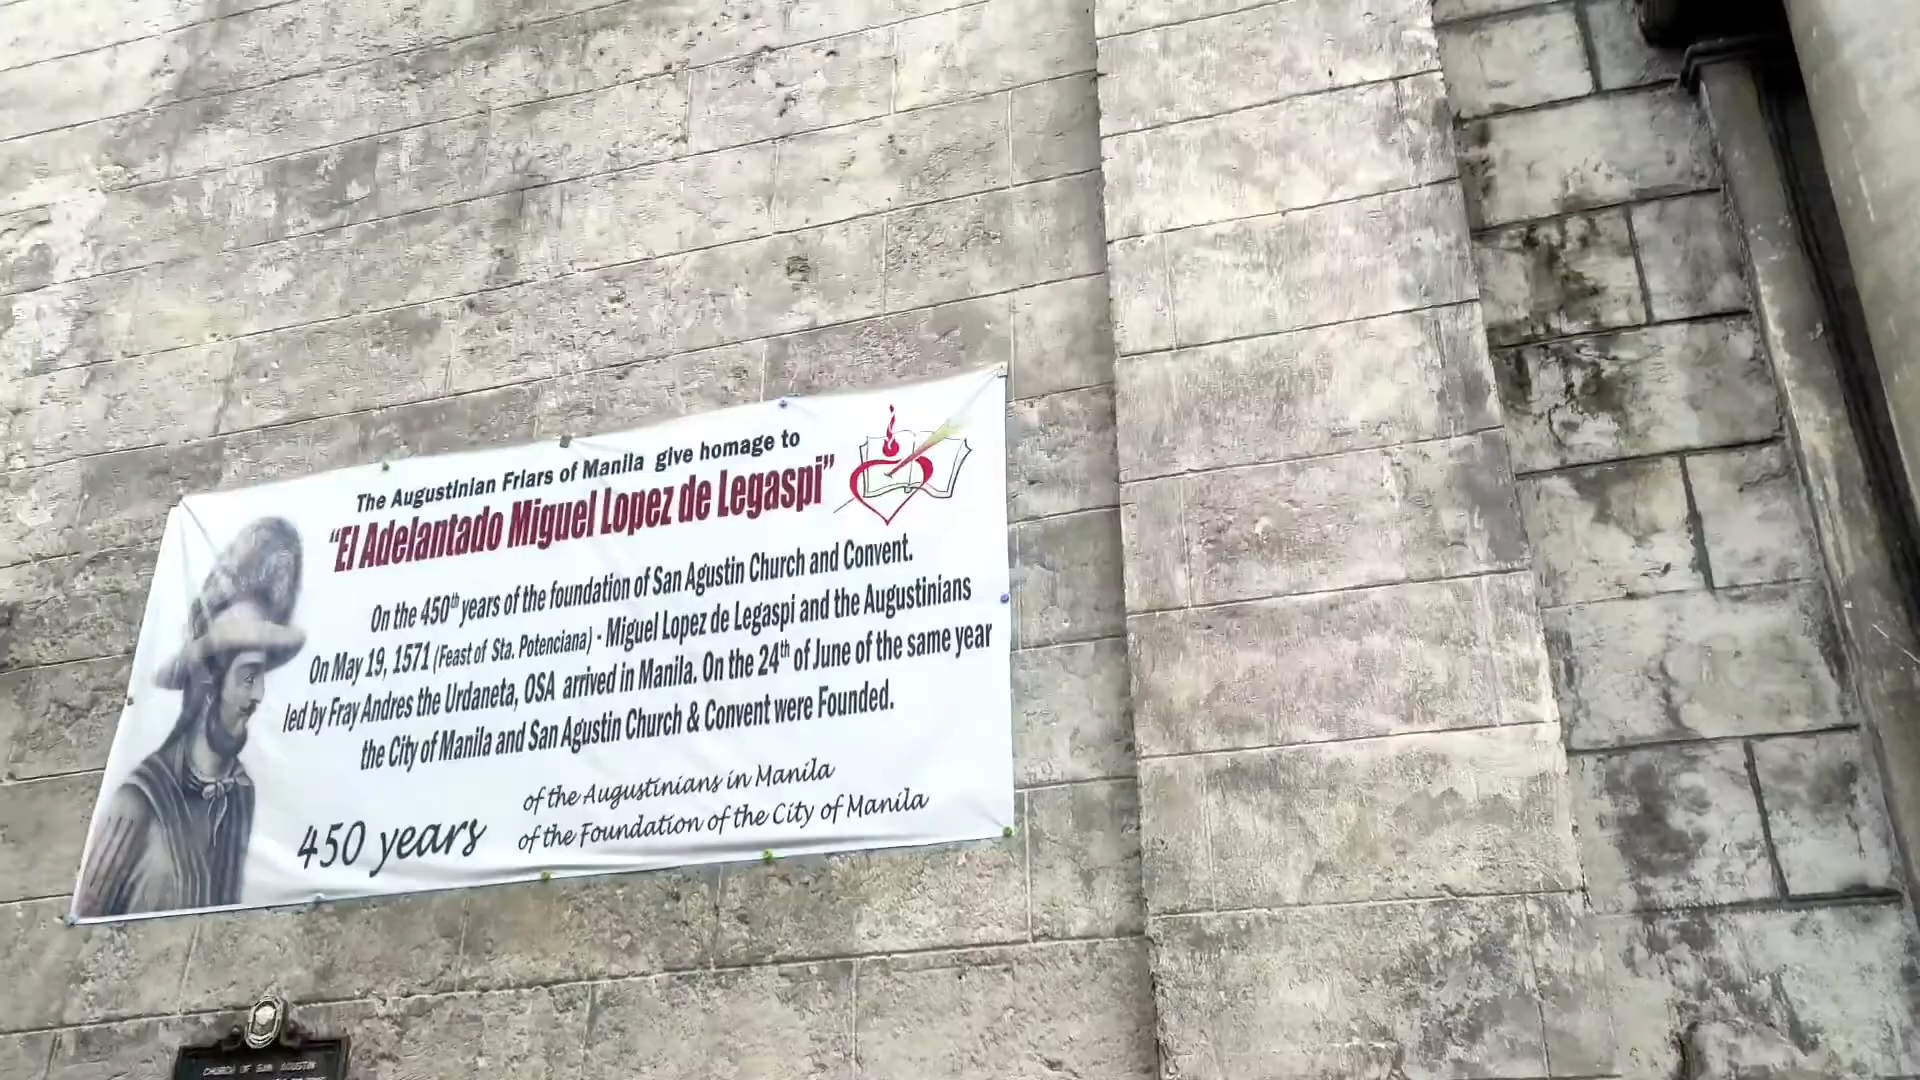 The Augustinian Friars of Manila give homage to
“El Adelantado Miguel Lopez de Legaspi”
On the 450th years of the foundation of San Agustin Church and Convent.
On May 19, 1571 (Feast of Sta. Potenciana) - Miguel Lopez de Legaspi and the Augustinians
led by Fray Andres the Urdaneta, OSA arrived in Manila. On the 24th of June of the same year
the City of Manila and San Agustin Church & Convent were Founded.
450 years
of the Augustinians in Manila
of the Foundation of the City of Manila
CHURCH OF SAN AGUSTIN